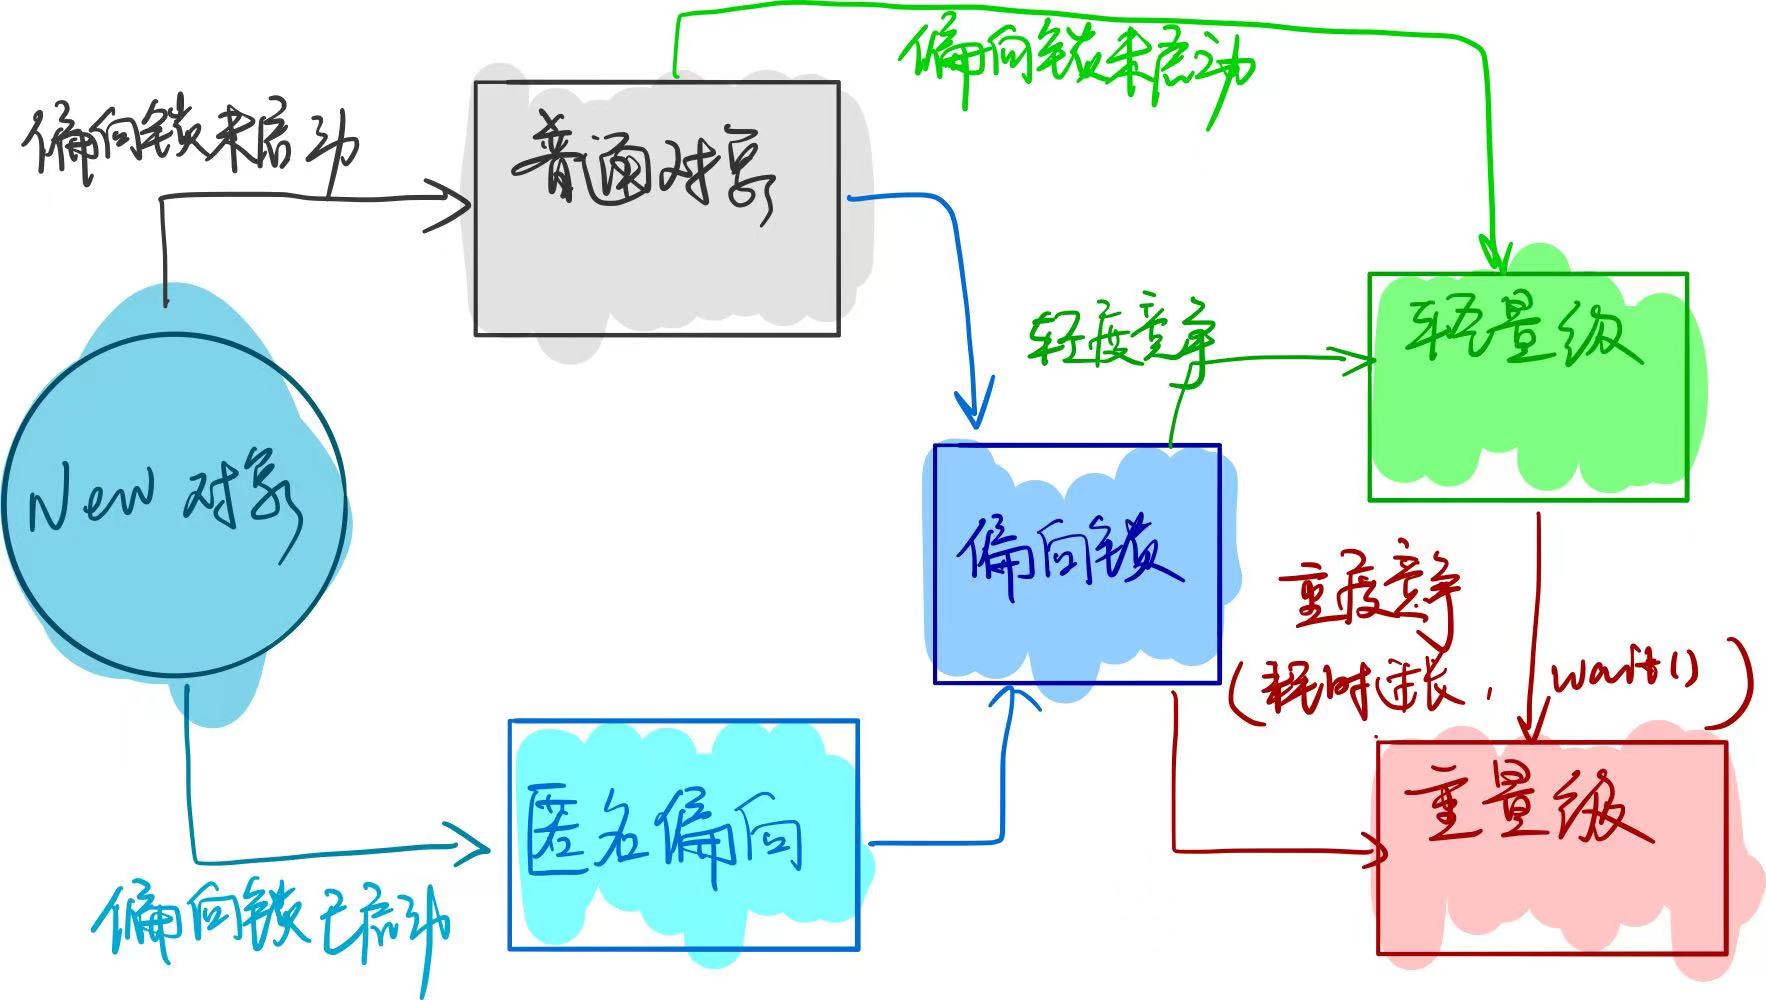 偏向锁未启动
偏向锁未启动
普通对象
轻度竞争
轻量级
New 对象
偏向锁
重度竞争
(耗时过长, wait())
匿名偏向
重量级
偏向锁已启动